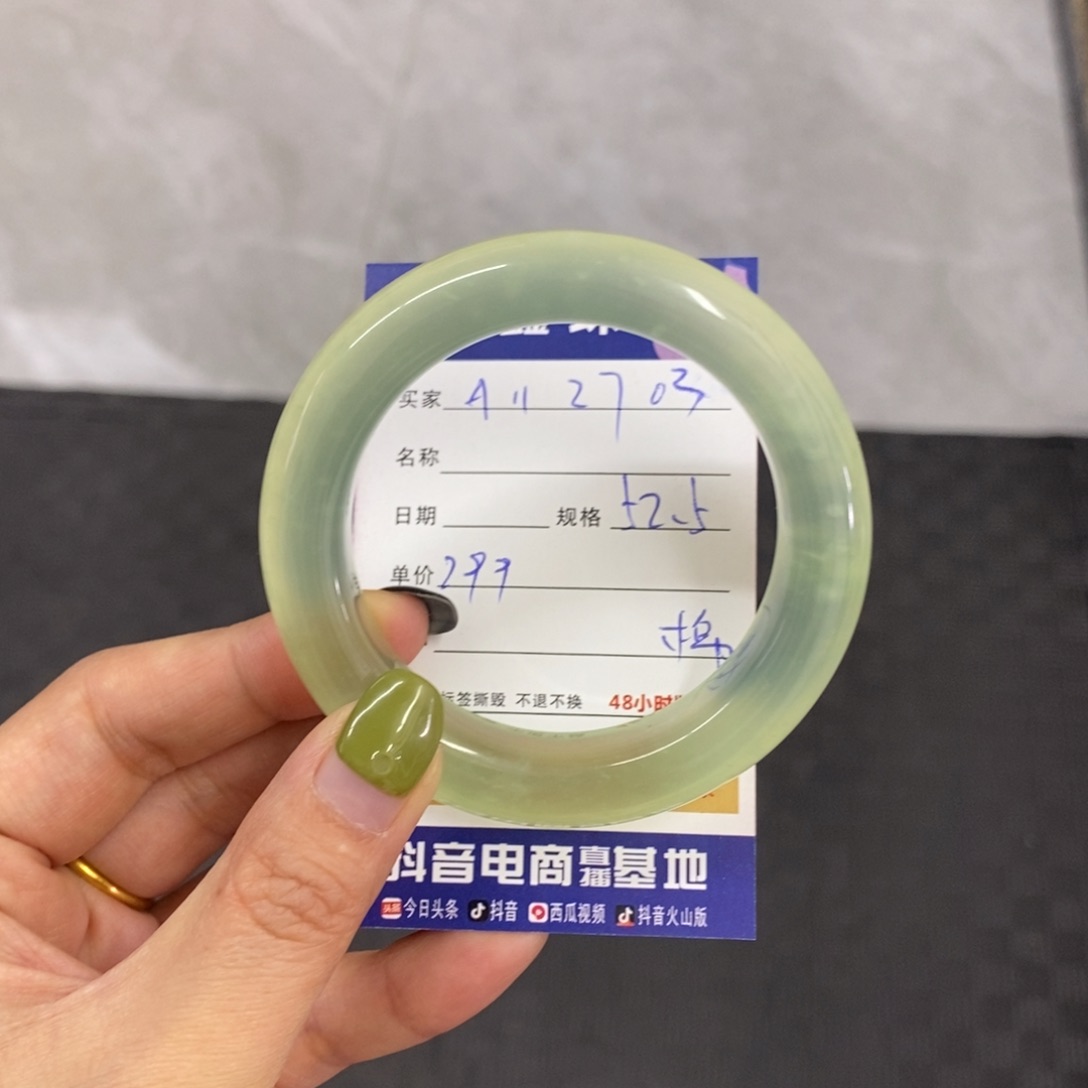 买家 A112703
名称
日期 规格 52.5
单价 299
标签撕毁 不退不换 48小时
抖音电商直播基地
今日头条 抖音 西瓜视频 抖音火山版